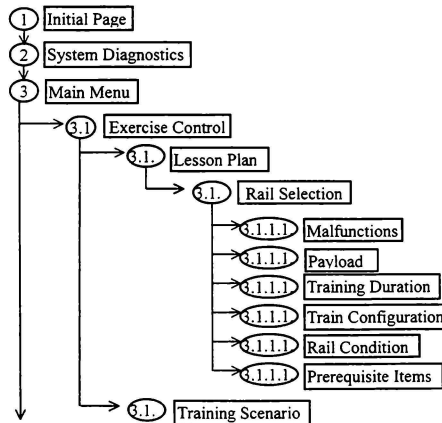 1 Initial Page
2 System Diagnostics
3 Main Menu
3.1 Exercise Control
3.1. Lesson Plan
3.1. Rail Selection
3.1.1.1 Malfunctions
3.1.1.1 Payload
3.1.1.1 Training Duration
3.1.1.1 Train Configuration
3.1.1.1 Rail Condition
3.1.1.1 Prerequisite Items
3.1. Training Scenario